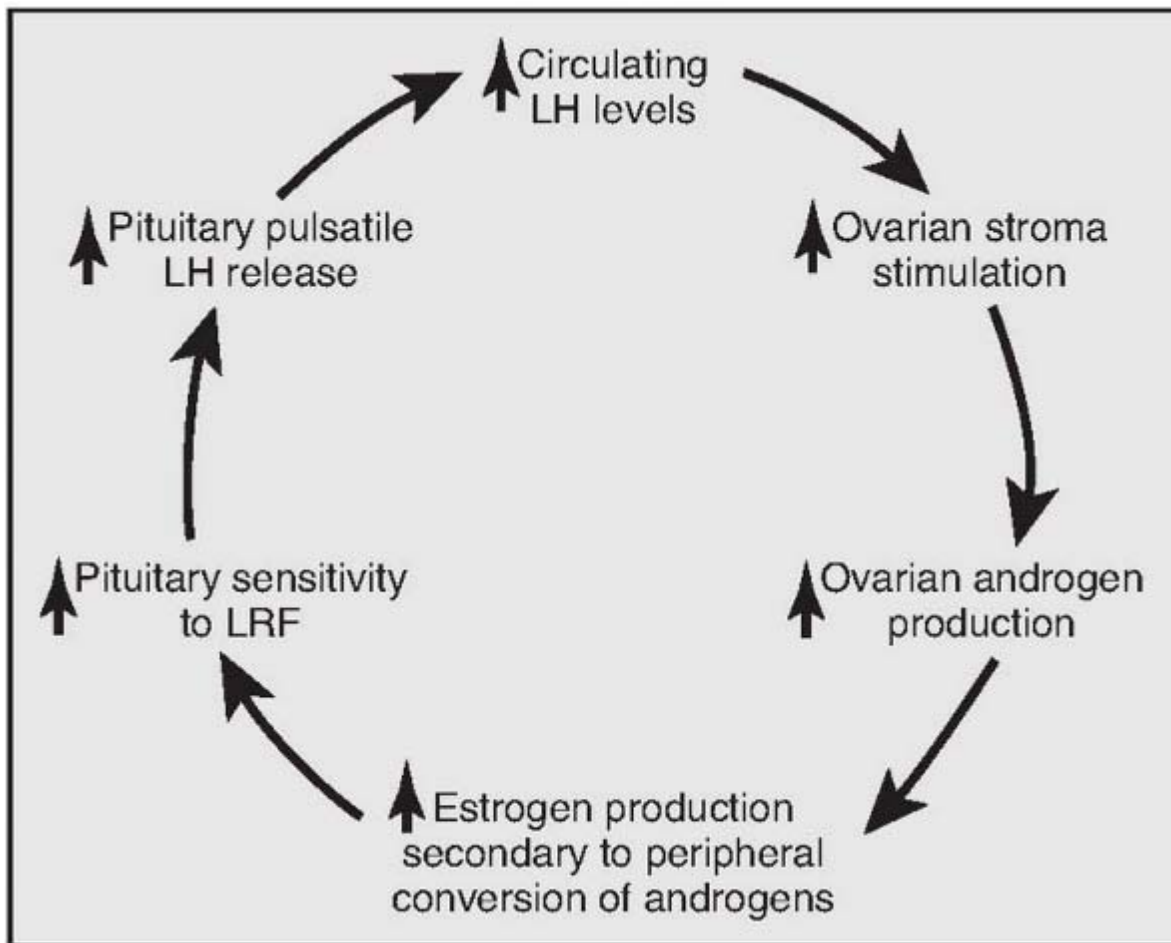 Circulating
LH levels
Ovarian stroma
stimulation
Ovarian androgen
production
Estrogen production
secondary to peripheral
conversion of androgens
Pituitary sensitivity
to LRF
Pituitary pulsatile
LH release